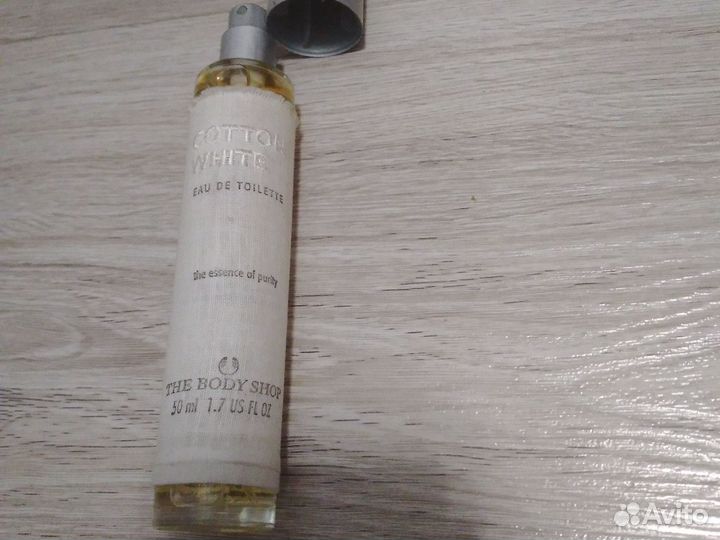 COTTON
WHITE
EAU DE TOILETTE
the essence of purity
THE BODY SHOP
50 ml 1.7 US FL OZ
Avito